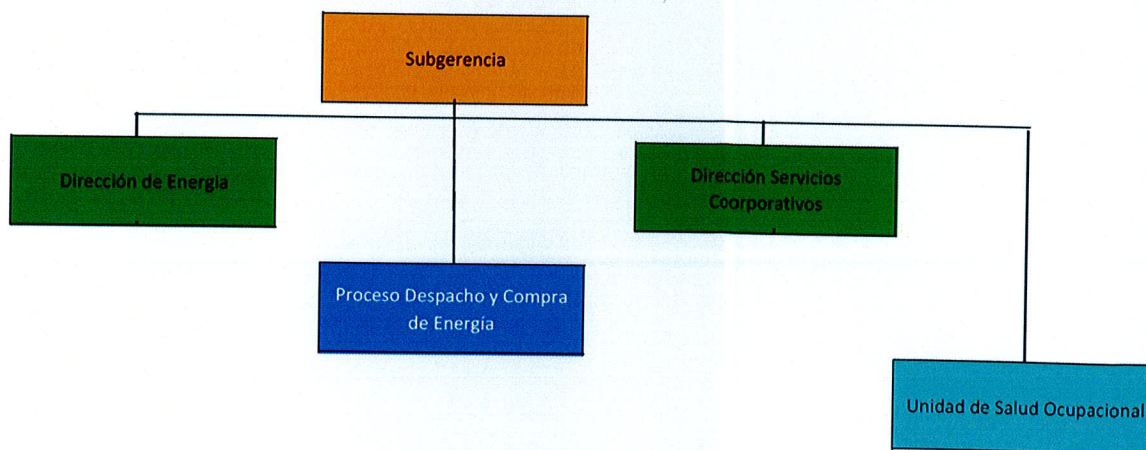 Subgerencia
Dirección de Energia
Dirección Servicios
Coorporativos
Proceso Despacho y Compra
de Energía
Unidad de Salud Ocupacional